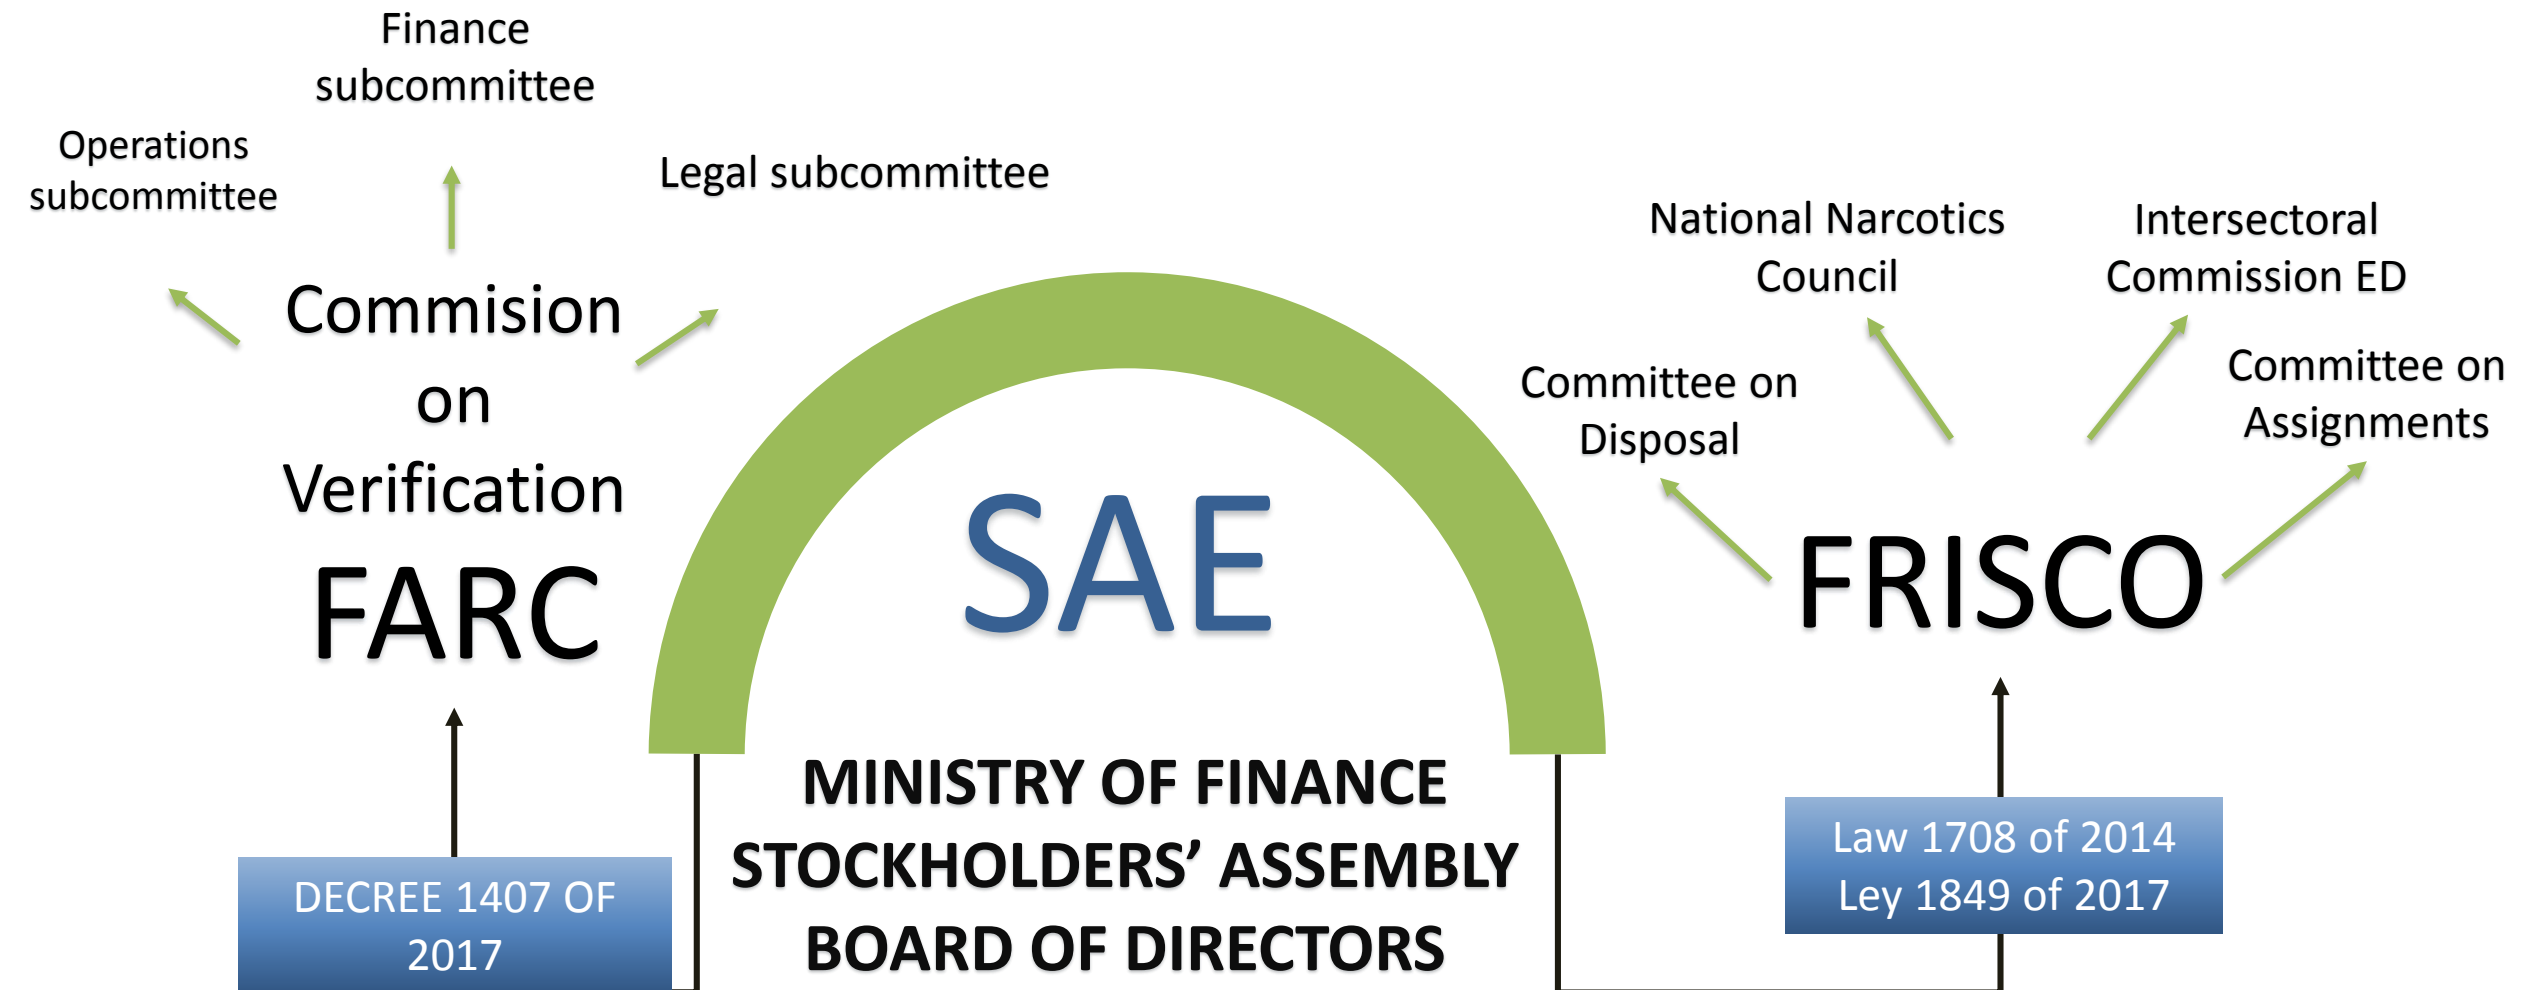 Finance
subcommittee
Operations
subcommittee
Legal subcommittee
Commision
on
Verification
FARC
DECREE 1407 OF
2017
SAE
MINISTRY OF FINANCE
STOCKHOLDERS’ ASSEMBLY
BOARD OF DIRECTORS
National Narcotics
Council
Intersectoral
Commission ED
Committee on
Disposal
Committee on
Assignments
FRISCO
Law 1708 of 2014
Ley 1849 of 2017